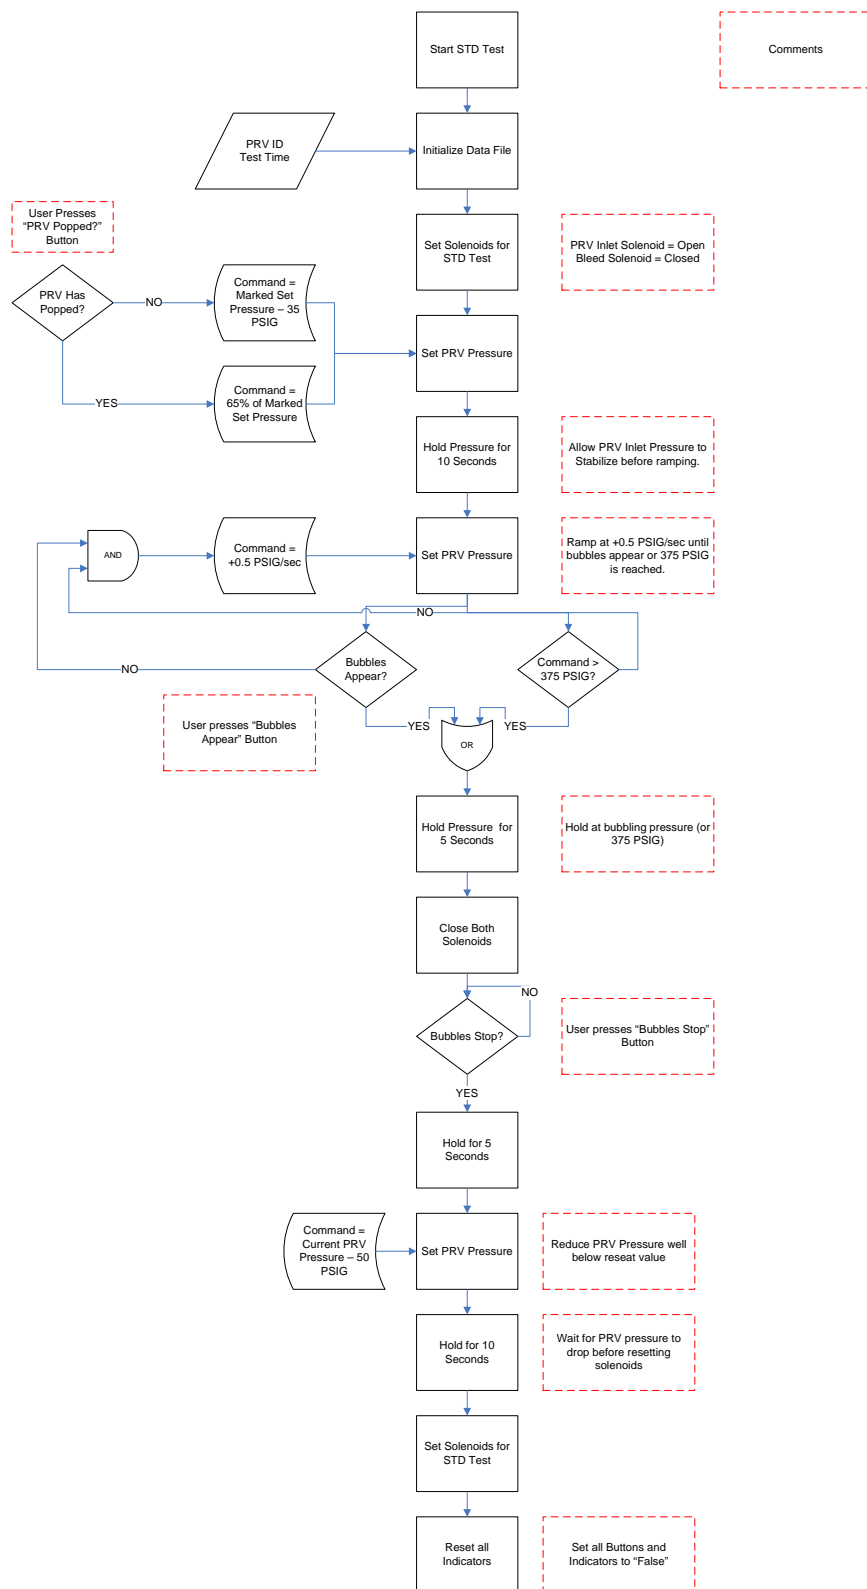 Start STD Test
Comments
PRV ID
Test Time
Initialize Data File
User Presses
“PRV Popped?”
Button
Set Solenoids for
STD Test
PRV Inlet Solenoid = Open
Bleed Solenoid = Closed
PRV Has
Popped?
NO
Command =
Marked Set
Pressure – 35
PSIG
Set PRV Pressure
YES
Command =
65% of Marked
Set Pressure
Hold Pressure for
10 Seconds
Allow PRV Inlet Pressure to
Stabilize before ramping.
AND
Command =
+0.5 PSIG/sec
Set PRV Pressure
Ramp at +0.5 PSIG/sec until
bubbles appear or 375 PSIG
is reached.
NO
NO
Bubbles
Appear?
Command >
375 PSIG?
User presses “Bubbles
Appear” Button
YES
YES
OR
Hold Pressure for
5 Seconds
Hold at bubbling pressure (or
375 PSIG)
Close Both
Solenoids
NO
Bubbles Stop?
User presses “Bubbles Stop”
Button
YES
Hold for 5
Seconds
Command =
Current PRV
Pressure – 50
PSIG
Set PRV Pressure
Reduce PRV Pressure well
below reseat value
Hold for 10
Seconds
Wait for PRV pressure to
drop before resetting
solenoids
Set Solenoids for
STD Test
Reset all
Indicators
Set all Buttons and
Indicators to “False”